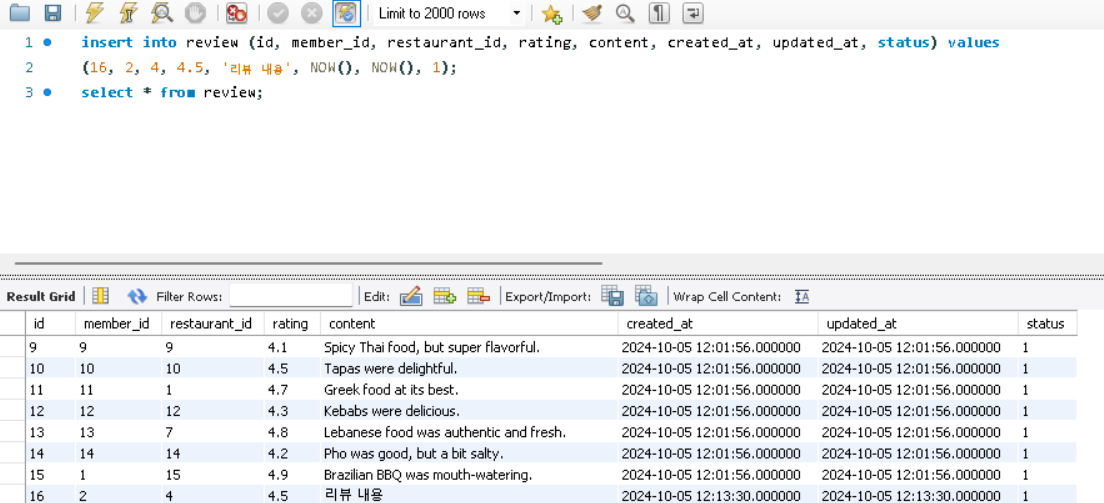 Limit to 2000 rows
1 insert into review (id, member_id, restaurant_id, rating, content, created_at, updated_at, status) values
2 (16, 2, 4, 4.5, '리뷰 내용', NOW(), NOW(), 1);
3 select * from review;
Result Grid Filter Rows: Edit: Export/Import: Wrap Cell Content: IA
id member_id restaurant_id rating content created_at updated_at status
9 9 9 4.1 Spicy Thai food, but super flavorful. 2024-10-05 12:01:56.000000 2024-10-05 12:01:56.000000 1
10 10 10 4.5 Tapas were delightful. 2024-10-05 12:01:56.000000 2024-10-05 12:01:56.000000 1
11 11 1 4.7 Greek food at its best. 2024-10-05 12:01:56.000000 2024-10-05 12:01:56.000000 1
12 12 12 4.3 Kebabs were delicious. 2024-10-05 12:01:56.000000 2024-10-05 12:01:56.000000 1
13 13 7 4.8 Lebanese food was authentic and fresh. 2024-10-05 12:01:56.000000 2024-10-05 12:01:56.000000 1
14 14 14 4.2 Pho was good, but a bit salty. 2024-10-05 12:01:56.000000 2024-10-05 12:01:56.000000 1
15 1 15 4.9 Brazilian BBQ was mouth-watering. 2024-10-05 12:01:56.000000 2024-10-05 12:01:56.000000 1
16 2 4 4.5 리뷰 내용 2024-10-05 12:13:30.000000 2024-10-05 12:13:30.000000 1